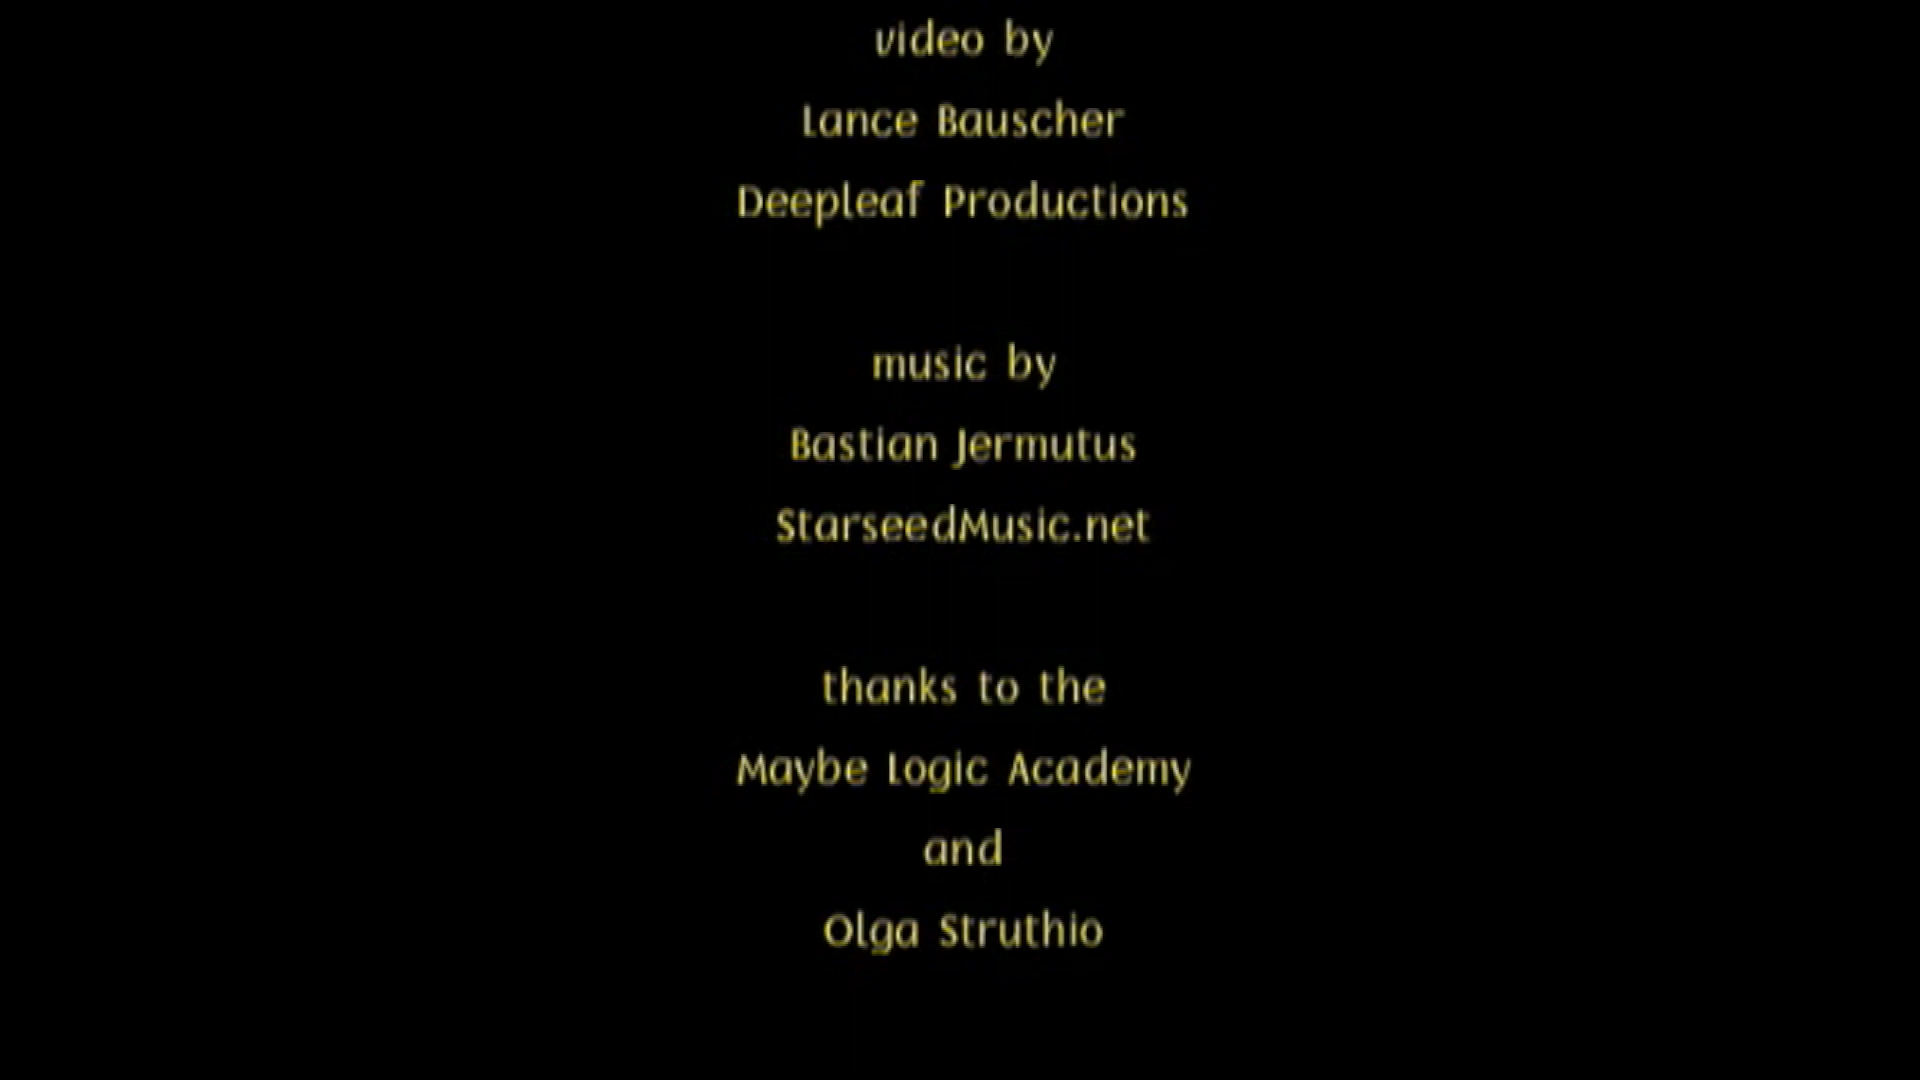 video by
Lance Bauscher
Deepleaf Productions
music by
Bastian Jermutus
StarseedMusic.net
thanks to the
Maybe Logic Academy
and
Olga Struthio